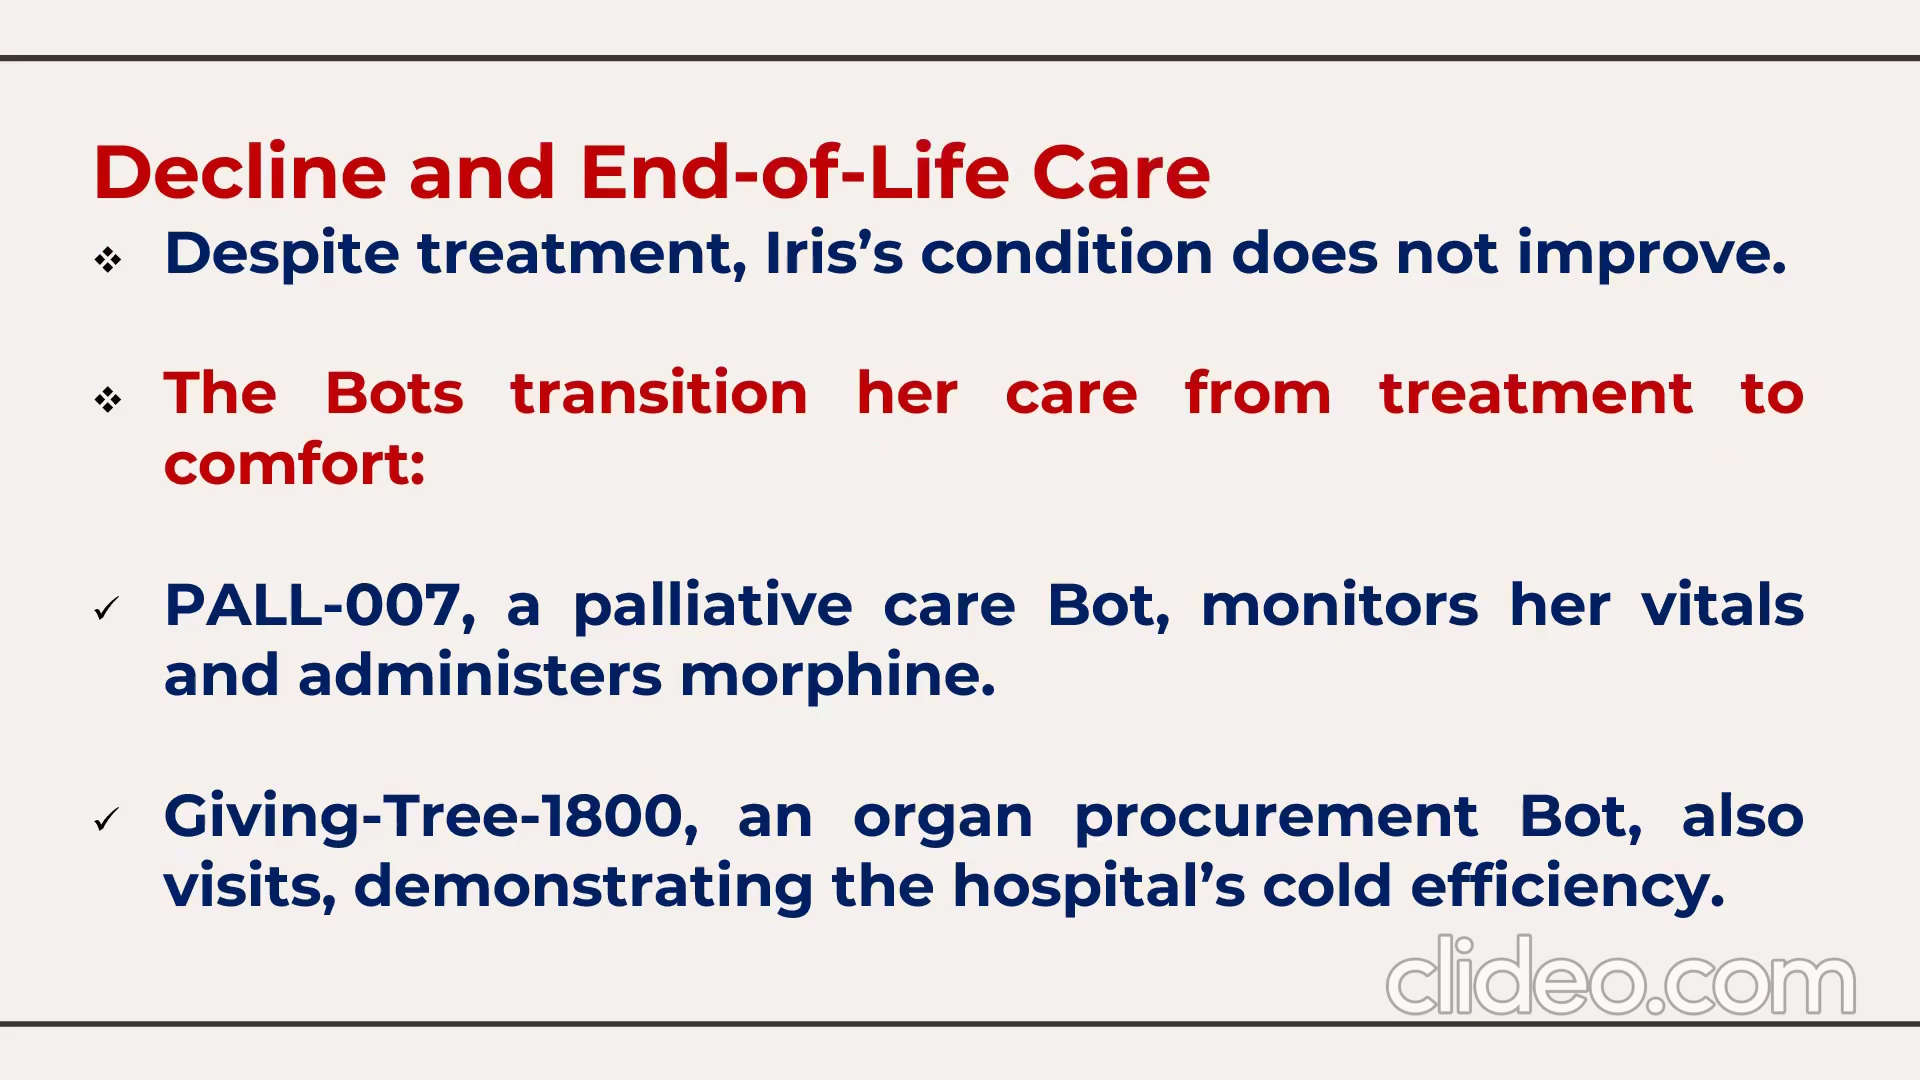 Decline and End-of-Life Care
❖ Despite treatment, Iris’s condition does not improve.
❖ The Bots transition her care from treatment to
comfort:
✓ PALL-007, a palliative care Bot, monitors her vitals
and administers morphine.
✓ Giving-Tree-1800, an organ procurement Bot, also
visits, demonstrating the hospital’s cold efficiency.
clideo.com